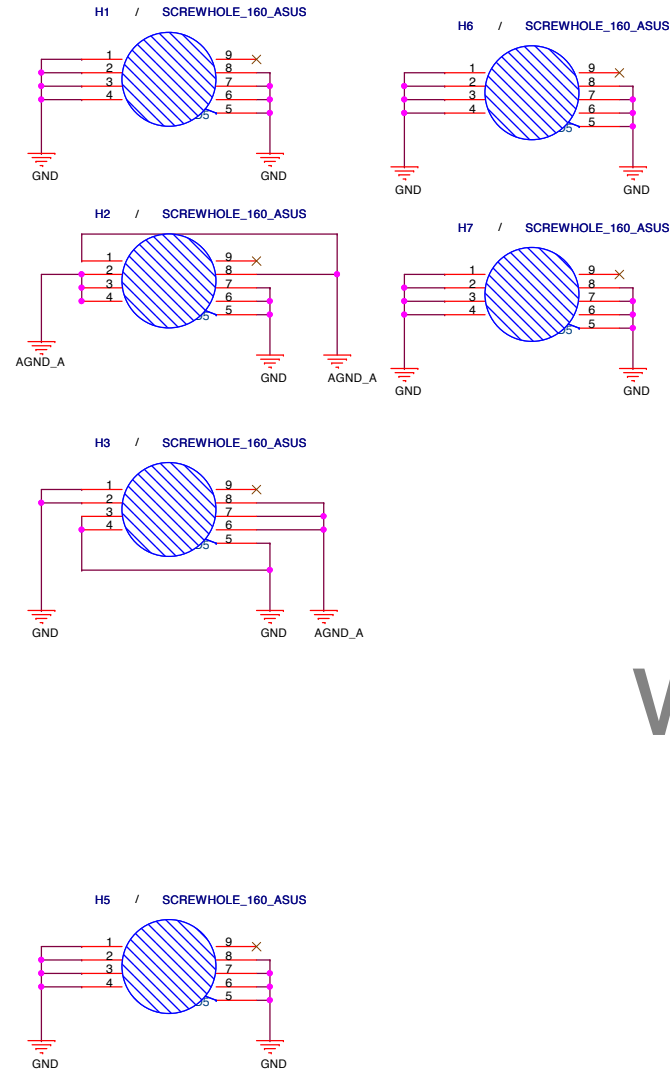 H1 / SCREWHOLE_160_ASUS
1 9
2 8
3 7
4 6
5
GND GND
H6 / SCREWHOLE_160_ASUS
1 9
2 8
3 7
4 6
5
GND GND
H2 / SCREWHOLE_160_ASUS
1 9
2 8
3 7
4 6
5
AGND_A GND AGND_A
H7 / SCREWHOLE_160_ASUS
1 9
2 8
3 7
4 6
5
GND GND
H3 / SCREWHOLE_160_ASUS
1 9
2 8
3 7
4 6
5
GND GND AGND_A
H5 / SCREWHOLE_160_ASUS
1 9
2 8
3 7
4 6
5
GND GND